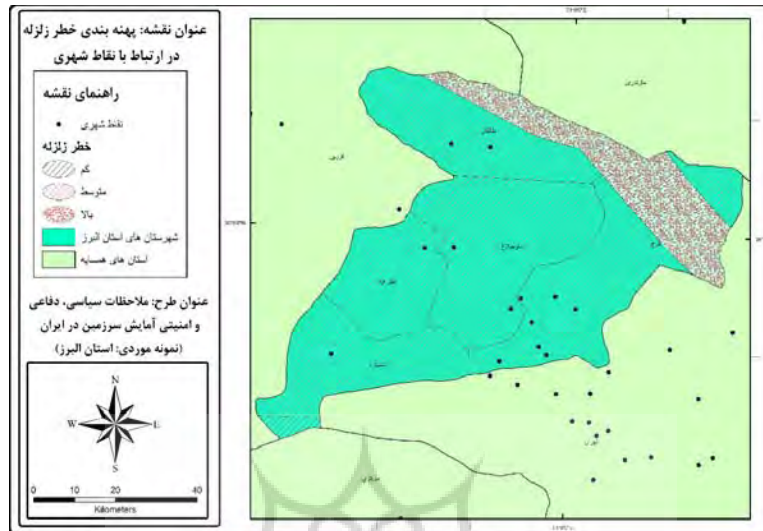 عنوان نقشه: پهنه بندی خطر زلزله
در ارتباط با نقاط شهری
راهنمای نقشه
نقاط شهری
خطر زلزله
کم
متوسط
بالا
شهرستان های استان البرز
استان های همسایه
عنوان طرح: ملاحظات سیاسی، دفاعی
و امنیتی آمایش سرزمین در ایران
(نمونه موردی: استان البرز)
N
W
L
S
0 10 20 40
Kilometers
طالقان
قزوین
ساوجبلاغ
کرج
تهران
مرکزی